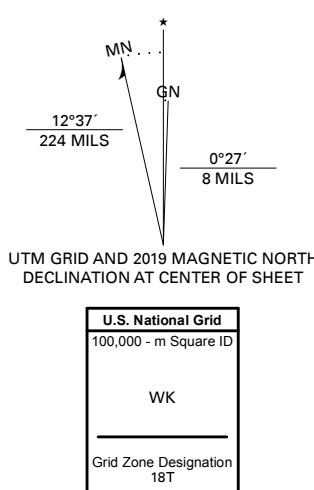 ★
MN
GN
12°37´
224 MILS
0°27´
8 MILS
UTM GRID AND 2019 MAGNETIC NORTH
DECLINATION AT CENTER OF SHEET
U.S. National Grid
100,000 - m Square ID
WK
Grid Zone Designation
18T